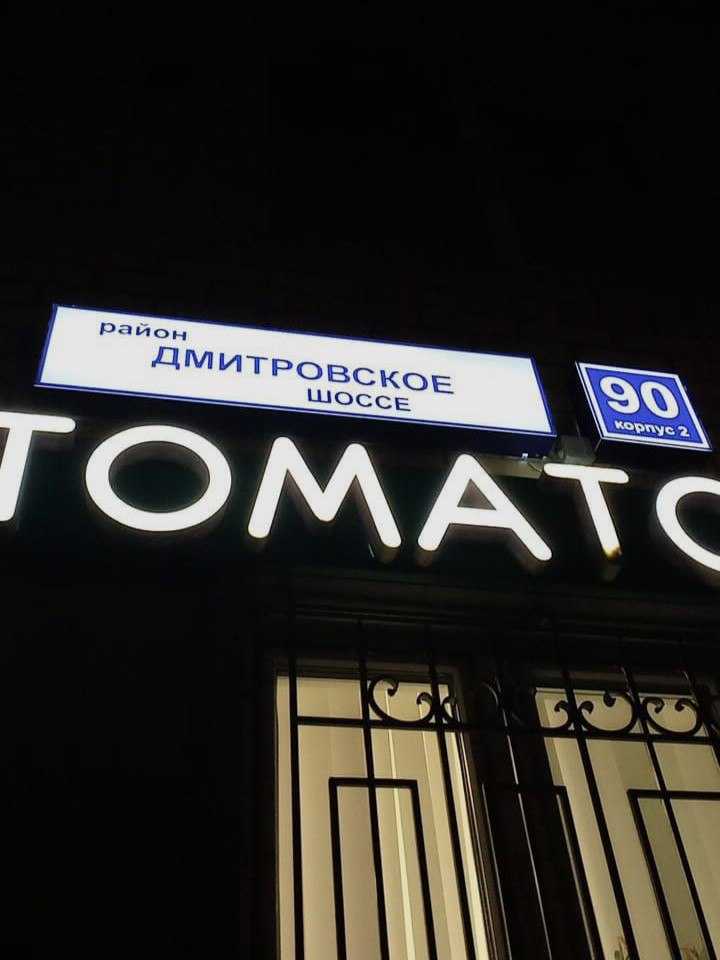 район
ДМИТРОВСКОЕ
ШОССЕ
90
корпус 2
ТОМАТО